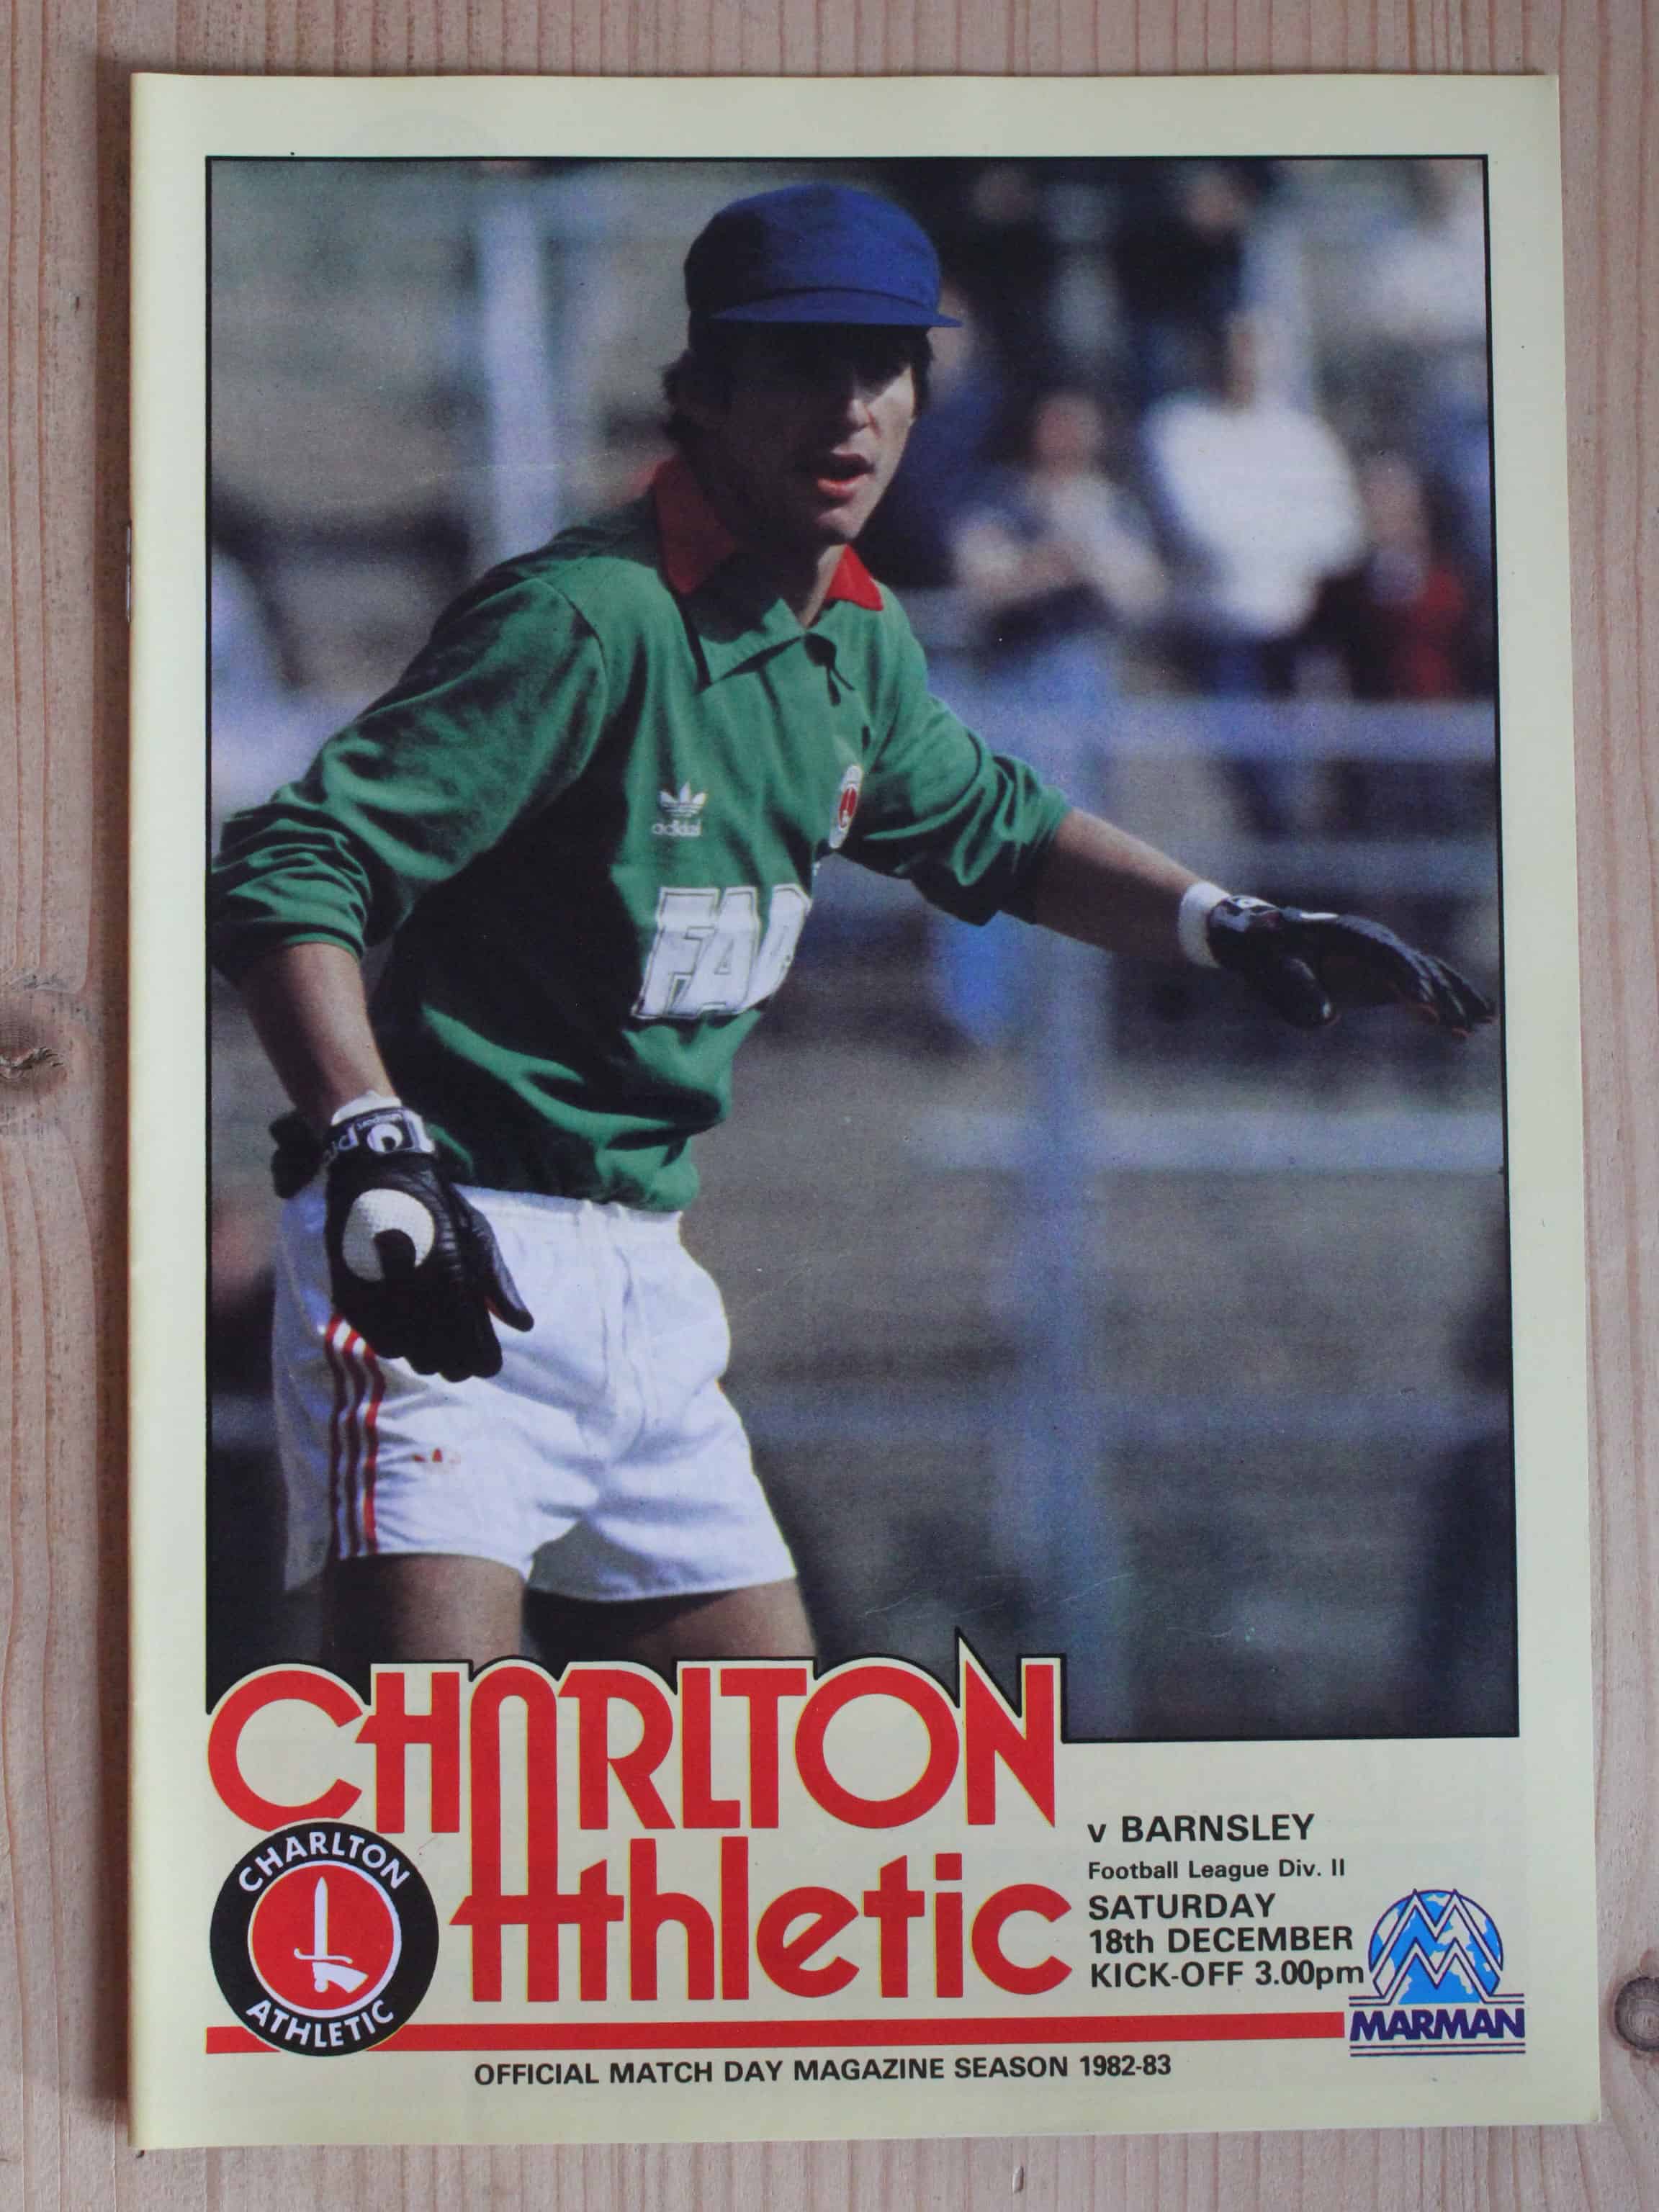 adidas
FAD
CHARLTON
Athletic
CHARLTON
ATHLETIC
v BARNSLEY
Football League Div. II
SATURDAY
18th DECEMBER
KICK-OFF 3.00pm
MARMAN
OFFICIAL MATCH DAY MAGAZINE SEASON 1982-83